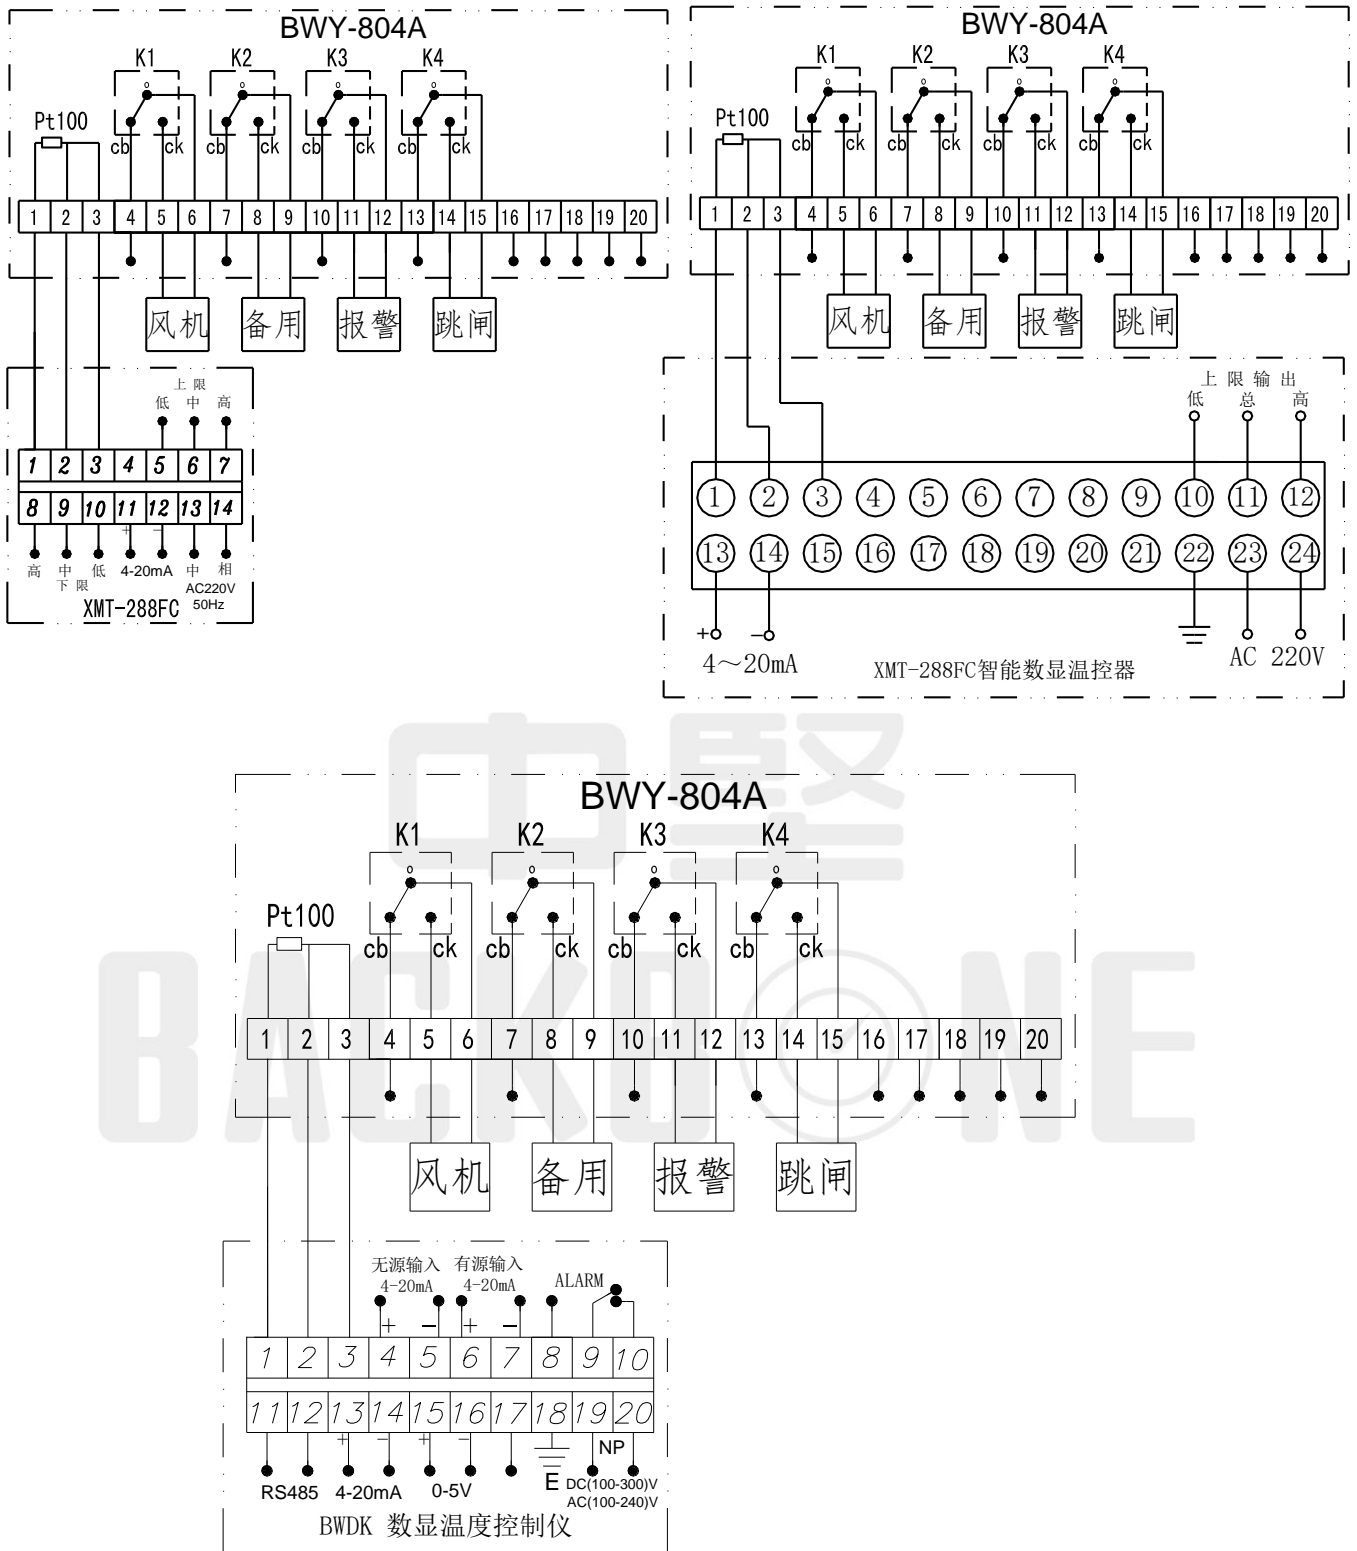 BWY-804A
K1 K2 K3 K4
Pt100
cb ck cb ck cb ck cb ck
1 2 3 4 5 6 7 8 9 10 11 12 13 14 15 16 17 18 19 20
风机 备用 报警 跳闸
上限
低 中 高
1 2 3 4 5 6 7
8 9 10 11 12 13 14
+ −
高 中 低 4-20mA 中 相
下限 AC220V
XMT-288FC 50Hz
BWY-804A
K1 K2 K3 K4
Pt100
cb ck cb ck cb ck cb ck
1 2 3 4 5 6 7 8 9 10 11 12 13 14 15 16 17 18 19 20
风机 备用 报警 跳闸
上限输出
低 总 高
1 2 3 4 5 6 7 8 9 10 11 12
13 14 15 16 17 18 19 20 21 22 23 24
+ −
4～20mA AC 220V
XMT-288FC智能数显温控器
中坚
BACKBONE
BWY-804A
K1 K2 K3 K4
Pt100
cb ck cb ck cb ck cb ck
1 2 3 4 5 6 7 8 9 10 11 12 13 14 15 16 17 18 19 20
风机 备用 报警 跳闸
无源输入 有源输入
4-20mA 4-20mA ALARM
+ − + −
1 2 3 4 5 6 7 8 9 10
11 12 13 14 15 16 17 18 19 20
+ − + − NP
RS485 4-20mA 0-5V E DC(100-300)V
AC(100-240)V
BWDK 数显温度控制仪